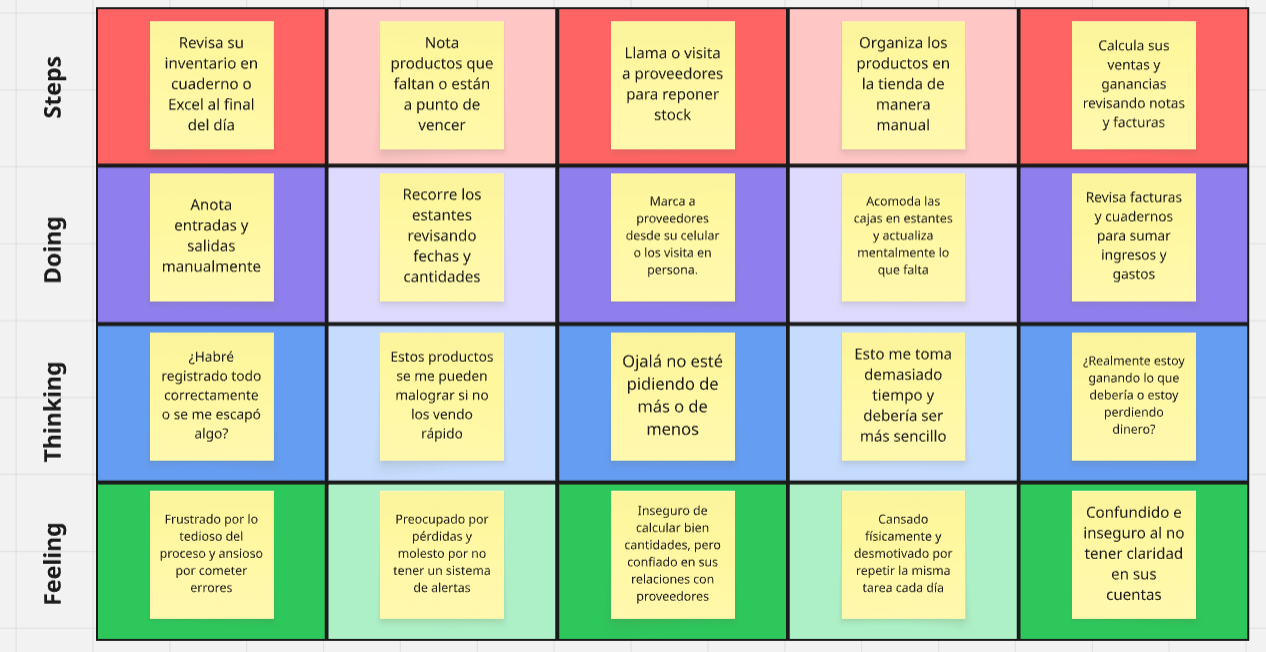 Steps
Revisa su
inventario en
cuaderno o
Excel al final
del día
Nota
productos que
faltan o están
a punto de
vencer
Llama o visita
a proveedores
para reponer
stock
Organiza los
productos en
la tienda de
manera
manual
Calcula sus
ventas y
ganancias
revisando notas
y facturas
Doing
Anota
entradas y
salidas
manualmente
Recorre los
estantes
revisando
fechas y
cantidades
Marca a
proveedores
desde su celular
o los visita en
persona.
Acomoda las
cajas en estantes
y actualiza
mentalmente lo
que falta
Revisa facturas
y cuadernos
para sumar
ingresos y
gastos
Thinking
¿Habré
registrado todo
correctamente
o se me escapó
algo?
Estos productos
se me pueden
malograr si no
los vendo
rápido
Ojalá no esté
pidiendo de
más o de
menos
Esto me toma
demasiado
tiempo y
debería ser
más sencillo
¿Realmente estoy
ganando lo que
debería o estoy
perdiendo
dinero?
Feeling
Frustrado por lo
tedioso del
proceso y ansioso
por cometer
errores
Preocupado por
pérdidas y
molesto por no
tener un sistema
de alertas
Inseguro de
calcular bien
cantidades, pero
confiado en sus
relaciones con
proveedores
Cansado
físicamente y
desmotivado por
repetir la misma
tarea cada día
Confundido e
inseguro al no
tener claridad
en sus
cuentas